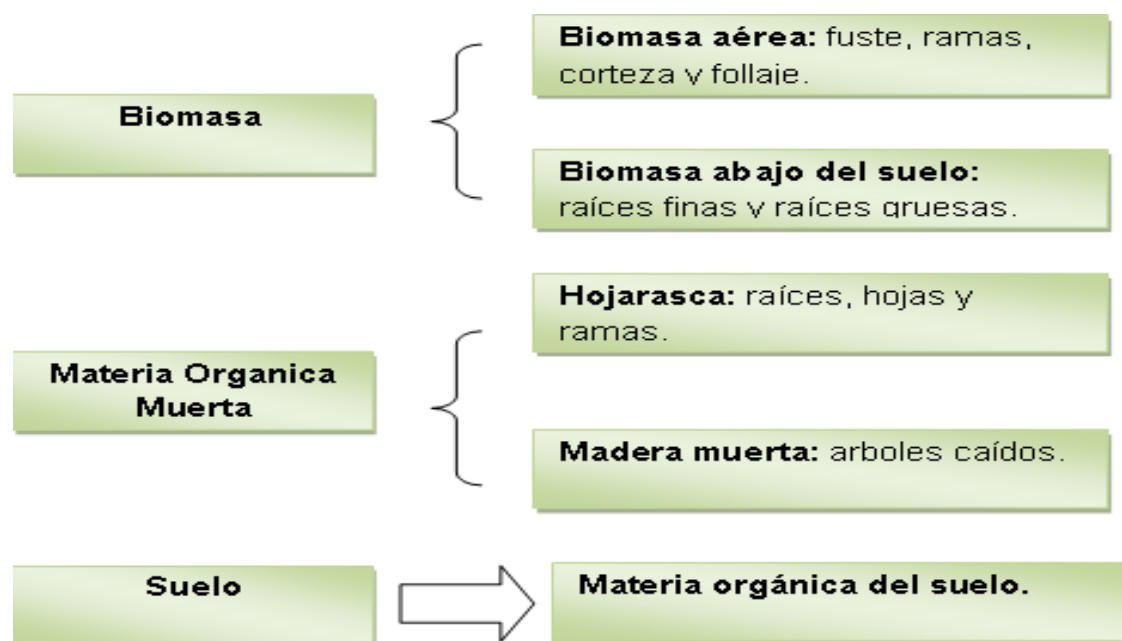 Biomasa
Biomasa aérea: fuste, ramas,
corteza y follaje.
Biomasa abajo del suelo:
raíces finas y raíces gruesas.
Materia Organica
Muerta
Hojarasca: raíces, hojas y
ramas.
Madera muerta: arboles caídos.
Suelo
Materia orgánica del suelo.